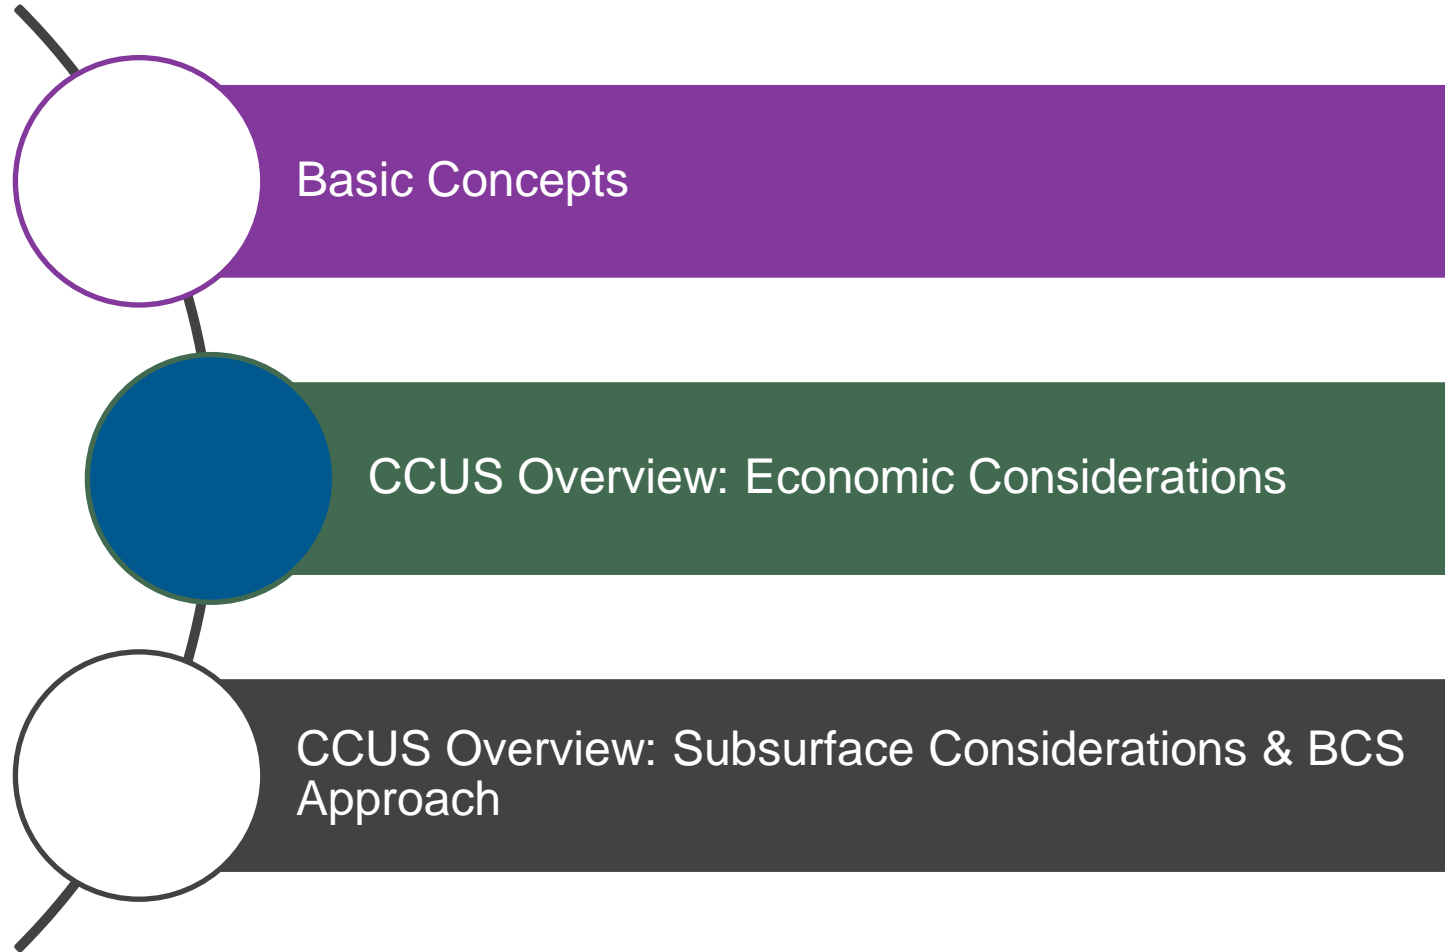 Basic Concepts
CCUS Overview: Economic Considerations
CCUS Overview: Subsurface Considerations & BCS
Approach